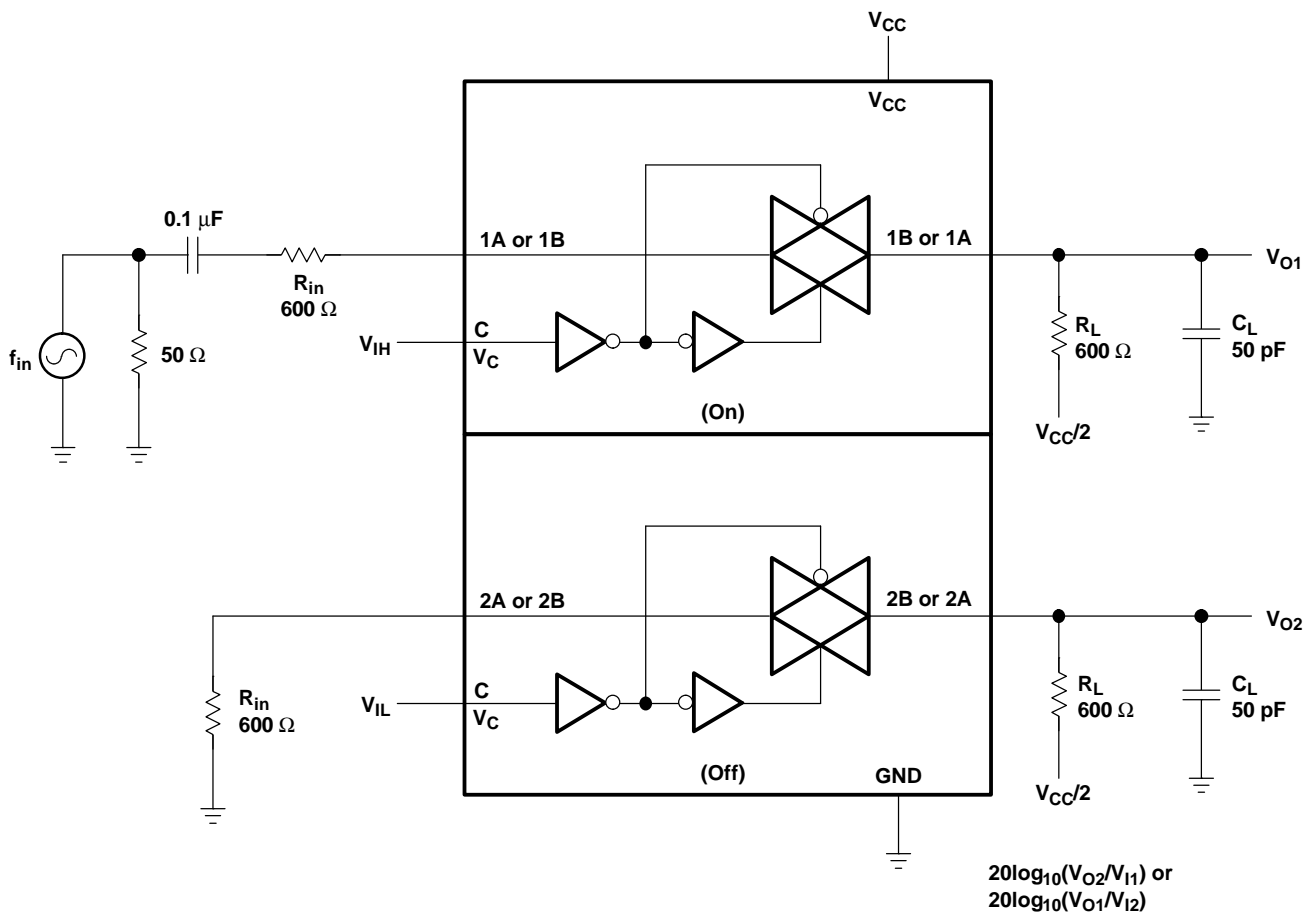 VCC
VCC
0.1 μF
1A or 1B
1B or 1A
VO1
Rin
600 Ω
fin
50 Ω
VIH
C
VC
RL
600 Ω
CL
50 pF
(On)
VCC/2
2A or 2B
2B or 2A
VO2
Rin
600 Ω
VIL
C
VC
RL
600 Ω
CL
50 pF
(Off)
GND
VCC/2
20log10(VO2/VI1) or
20log10(VO1/VI2)